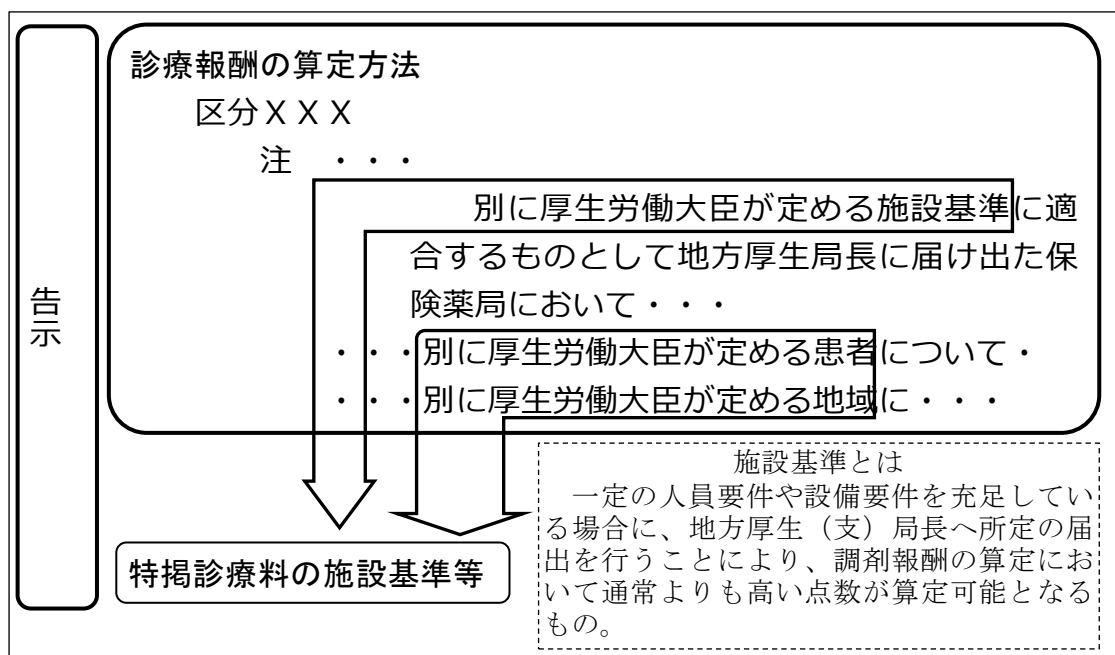 告示
診療報酬の算定方法
区分ＸＸＸ
注 ・・・
別に厚生労働大臣が定める施設基準に適
合するものとして地方厚生局長に届け出た保
険薬局において・・・
・・・別に厚生労働大臣が定める患者について・
・・・別に厚生労働大臣が定める地域に・・・
特掲診療料の施設基準等
施設基準とは
一定の人員要件や設備要件を充足してい
る場合に、地方厚生（支）局長へ所定の届
出を行うことにより、調剤報酬の算定にお
いて通常よりも高い点数が算定可能となる
もの。